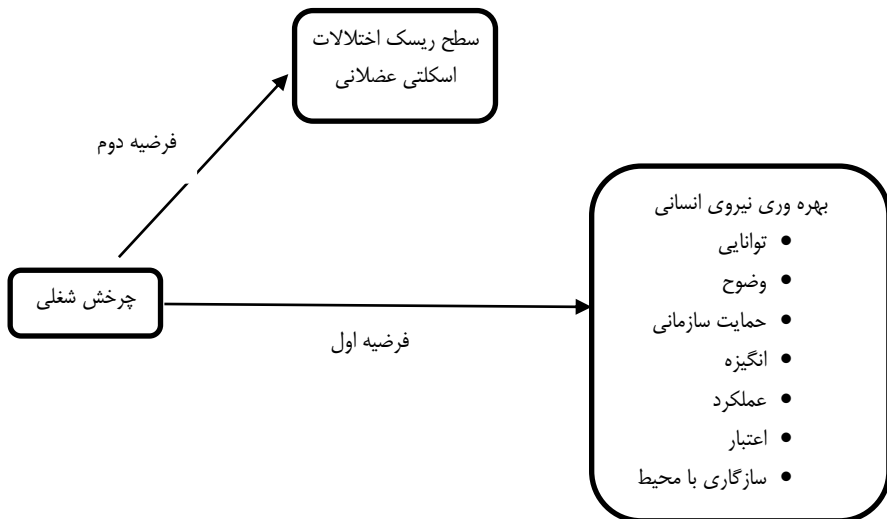 سطح ریسک اختلالات
اسکلتی عضلانی
فرضیه دوم
بهره وری نیروی انسانی
• توانایی
• وضوح
• حمایت سازمانی
• انگیزه
• عملکرد
• اعتبار
• سازگاری با محیط
چرخش شغلی
فرضیه اول